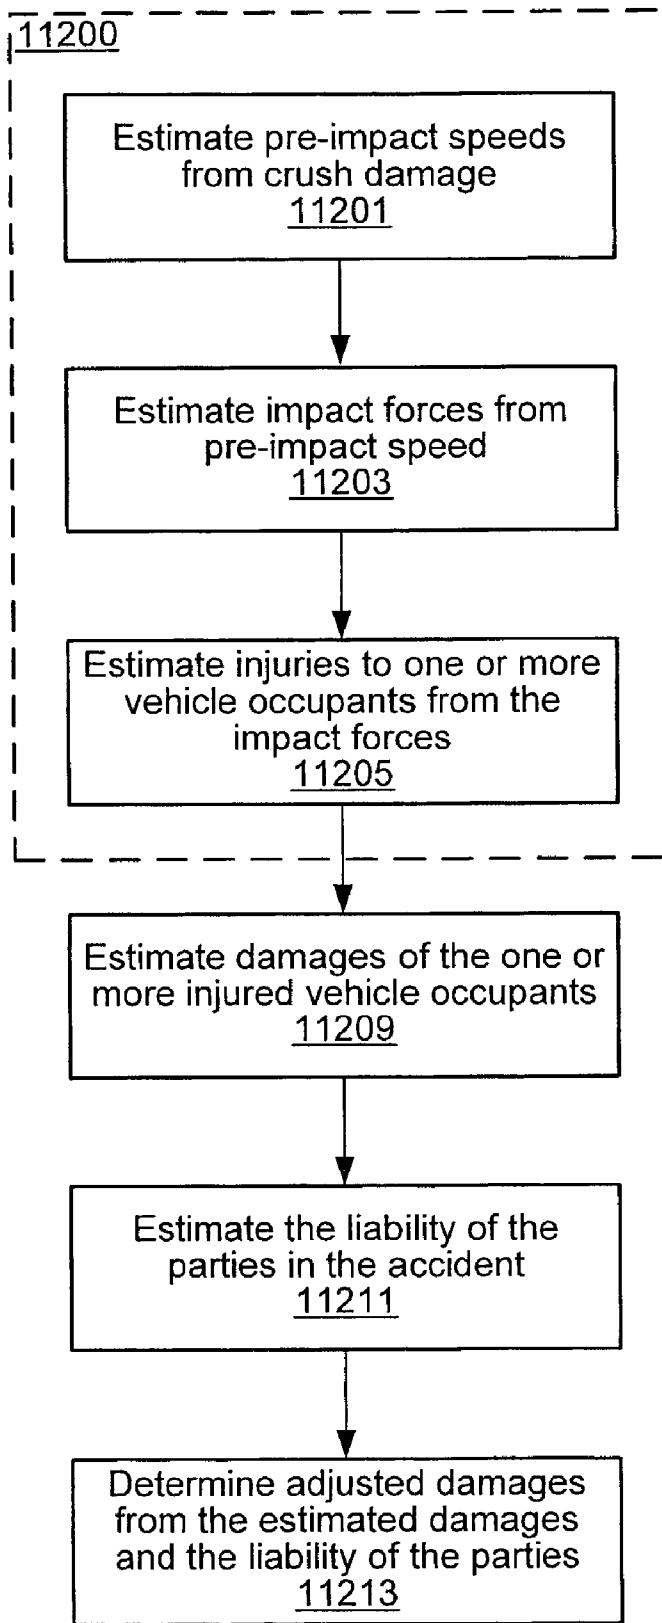 11200
Estimate pre-impact speeds
from crush damage
11201
Estimate impact forces from
pre-impact speed
11203
Estimate injuries to one or more
vehicle occupants from the
impact forces
11205
Estimate damages of the one or
more injured vehicle occupants
11209
Estimate the liability of the
parties in the accident
11211
Determine adjusted damages
from the estimated damages
and the liability of the parties
11213